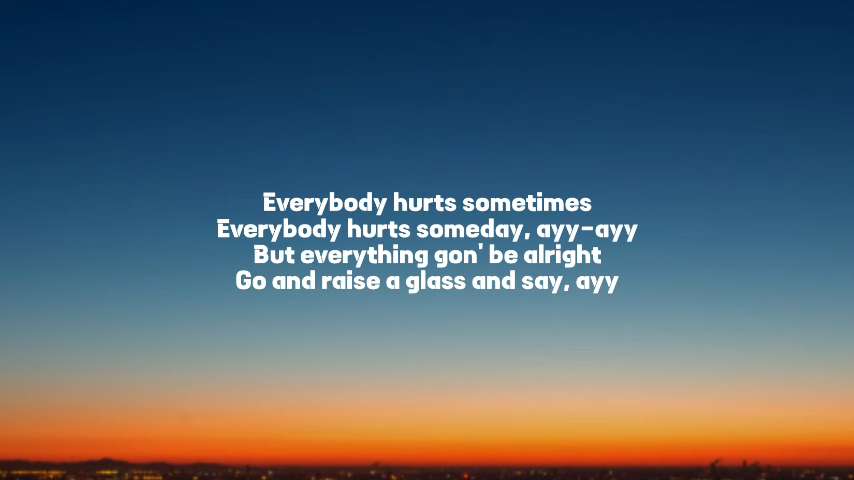 Everybody hurts sometimes
Everybody hurts someday, ayy-ayy
But everything gon' be alright
Go and raise a glass and say, ayy